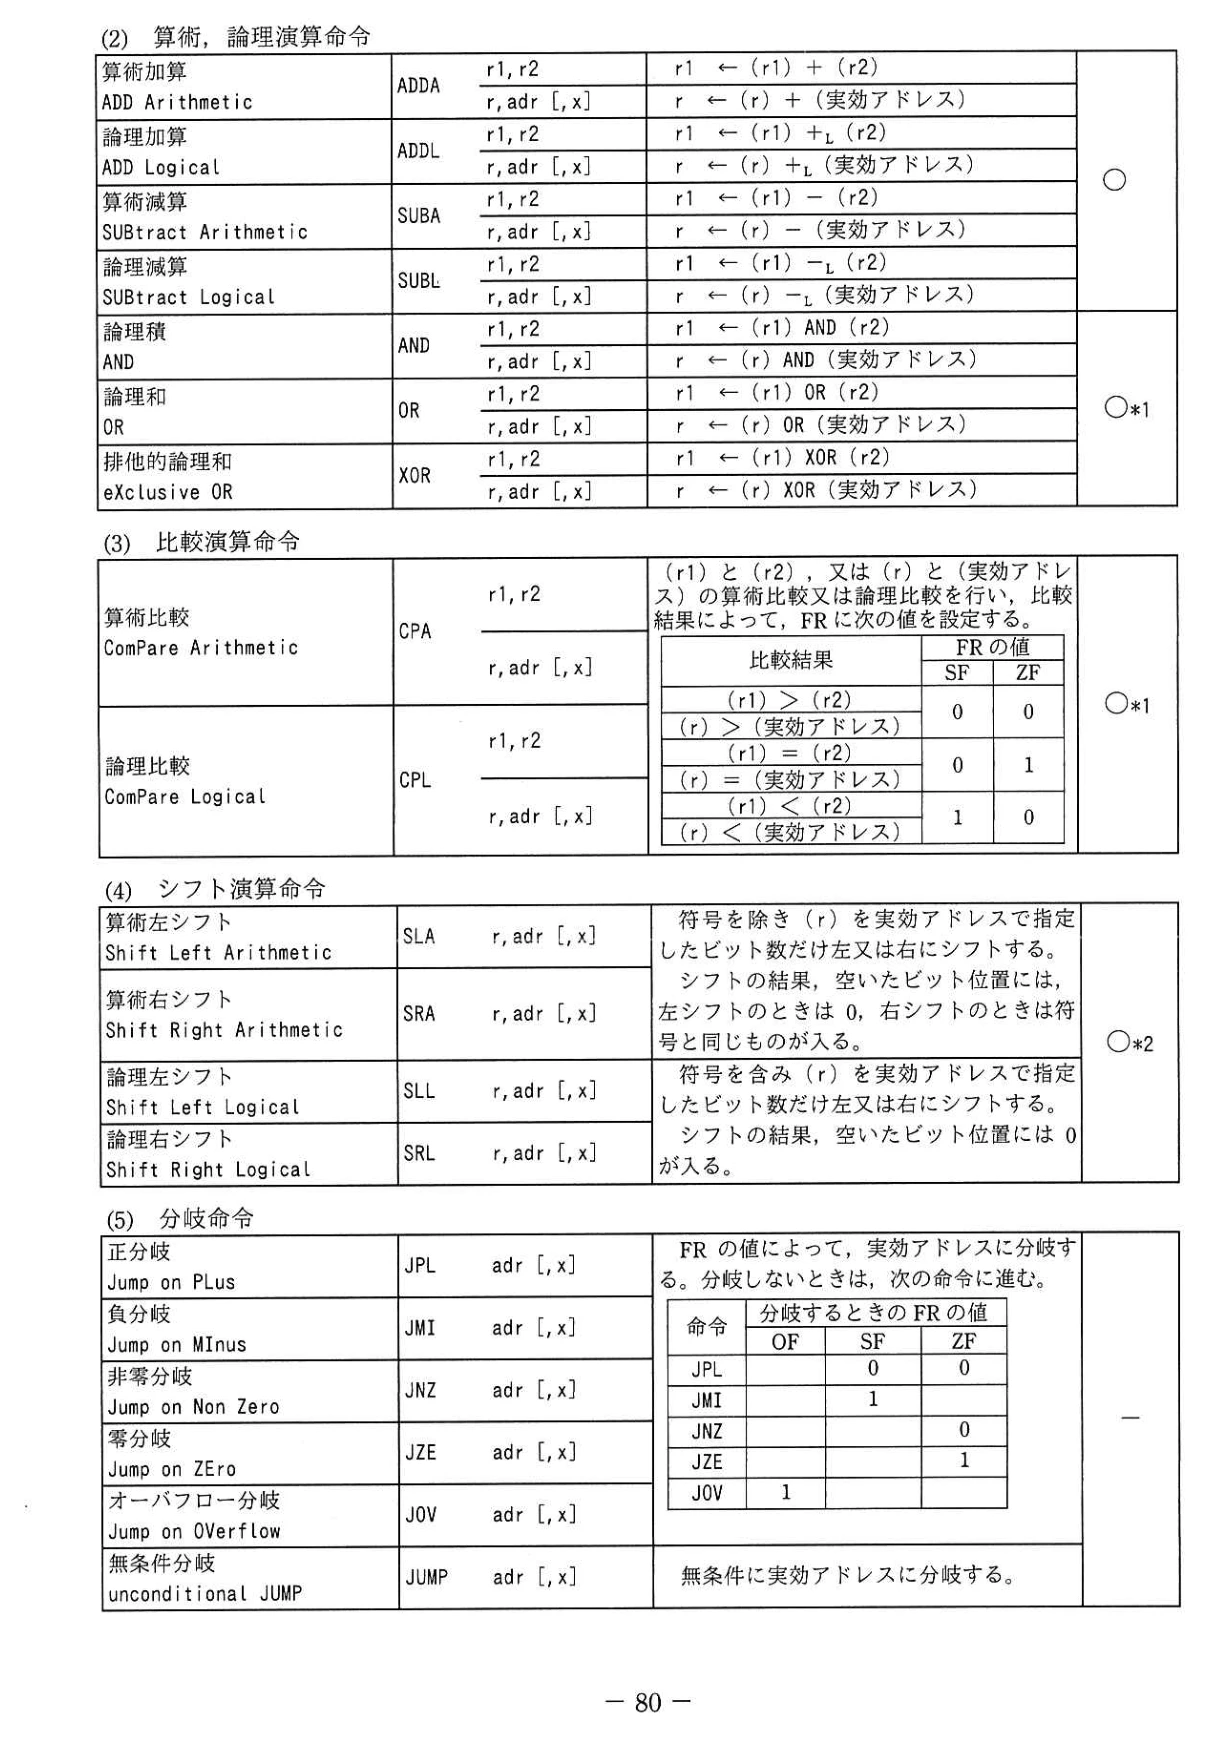 (2) 算術，論理演算命令
算術加算
ADD Arithmetic
ADDA
r1,r2
r1 ← (r1) + (r2)
r,adr [,x]
r ← (r) + (実効アドレス)
論理加算
ADD Logical
ADDL
r1,r2
r1 ← (r1) +L (r2)
r,adr [,x]
r ← (r) +L (実効アドレス)
算術減算
SUBtract Arithmetic
SUBA
r1,r2
r1 ← (r1) − (r2)
r,adr [,x]
r ← (r) − (実効アドレス)
論理減算
SUBtract Logical
SUBL
r1,r2
r1 ← (r1) −L (r2)
r,adr [,x]
r ← (r) −L (実効アドレス)
○
論理積
AND
AND
r1,r2
r1 ← (r1) AND (r2)
r,adr [,x]
r ← (r) AND (実効アドレス)
論理和
OR
OR
r1,r2
r1 ← (r1) OR (r2)
r,adr [,x]
r ← (r) OR (実効アドレス)
排他的論理和
eXclusive OR
XOR
r1,r2
r1 ← (r1) XOR (r2)
r,adr [,x]
r ← (r) XOR (実効アドレス)
○*1
(3) 比較演算命令
算術比較
ComPare Arithmetic
CPA
r1,r2
r,adr [,x]
論理比較
ComPare Logical
CPL
r1,r2
r,adr [,x]
(r1) と (r2) ，又は (r) と (実効アドレ
ス) の算術比較又は論理比較を行い，比較
結果によって，FR に次の値を設定する。
比較結果
FR の値
SF ZF
(r1) ＞ (r2)
(r) ＞ (実効アドレス)
0 0
(r1) ＝ (r2)
(r) ＝ (実効アドレス)
0 1
(r1) ＜ (r2)
(r) ＜ (実効アドレス)
1 0
○*1
(4) シフト演算命令
算術左シフト
Shift Left Arithmetic
SLA r,adr [,x]
算術右シフト
Shift Right Arithmetic
SRA r,adr [,x]
符号を除き (r) を実効アドレスで指定
したビット数だけ左又は右にシフトする。
シフトの結果，空いたビット位置には，
左シフトのときは 0，右シフトのときは符
号と同じものが入る。
論理左シフト
Shift Left Logical
SLL r,adr [,x]
論理右シフト
Shift Right Logical
SRL r,adr [,x]
符号を含み (r) を実効アドレスで指定
したビット数だけ左又は右にシフトする。
シフトの結果，空いたビット位置には 0
が入る。
○*2
(5) 分岐命令
正分岐
Jump on PLus
JPL adr [,x]
負分岐
Jump on MInus
JMI adr [,x]
非零分岐
Jump on Non Zero
JNZ adr [,x]
零分岐
Jump on ZEro
JZE adr [,x]
オーバフロー分岐
Jump on OVerflow
JOV adr [,x]
FR の値によって，実効アドレスに分岐す
る。分岐しないときは，次の命令に進む。
命令
分岐するときの FR の値
OF SF ZF
JPL 0 0
JMI 1
JNZ 0
JZE 1
JOV 1
無条件分岐
unconditional JUMP
JUMP adr [,x]
無条件に実効アドレスに分岐する。
―
－ 80 －